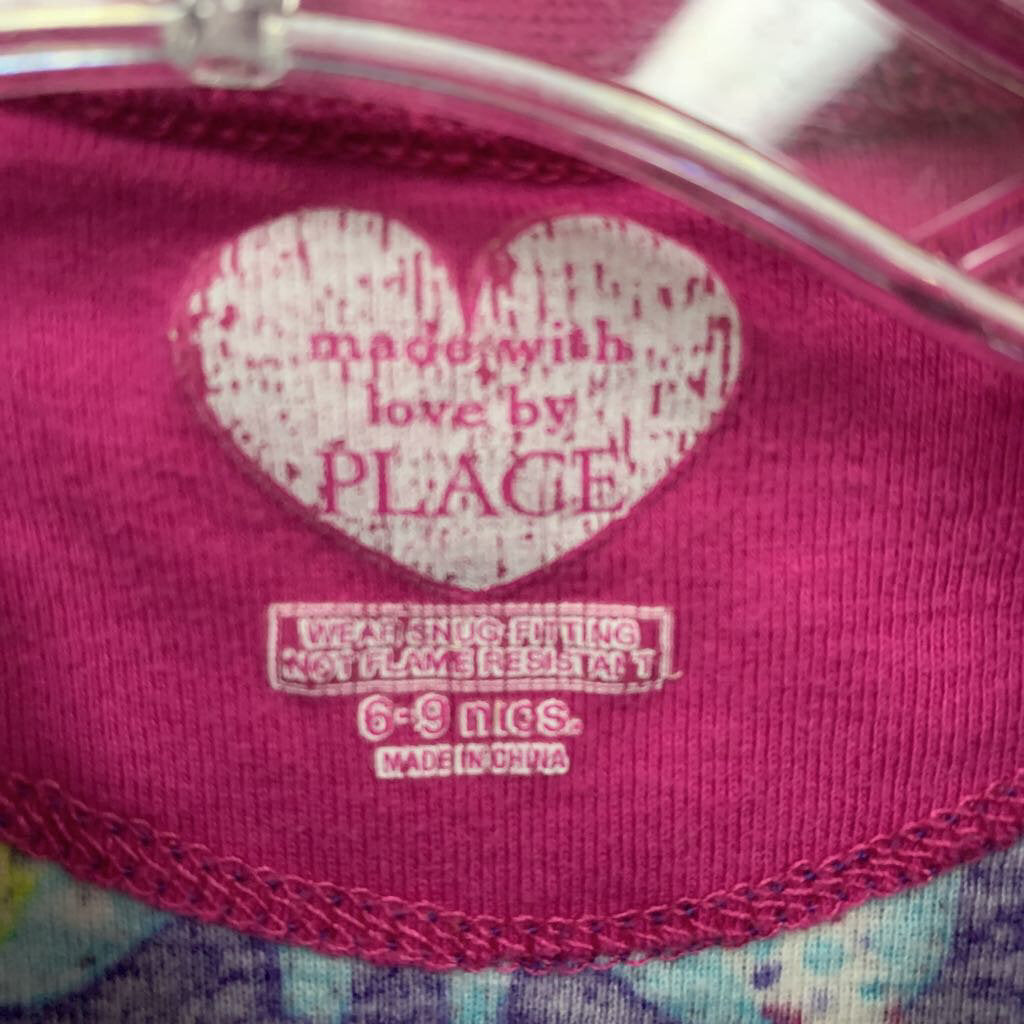 made with
love by
PLACE
WEAR SNUG-FITTING
NOT FLAME RESISTANT
6-9 mos.
MADE IN CHINA